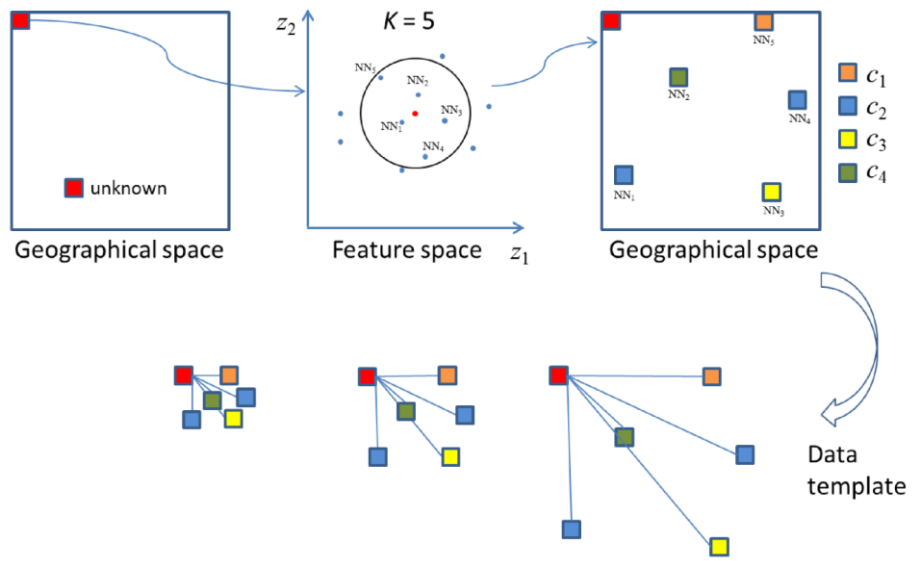 z2
K = 5
NN5
NN2
NN3
NN1
NN4
unknown
Geographical space
Feature space
z1
NN5
NN2
NN4
NN1
NN3
Geographical space
c1
c2
c3
c4
Data
template